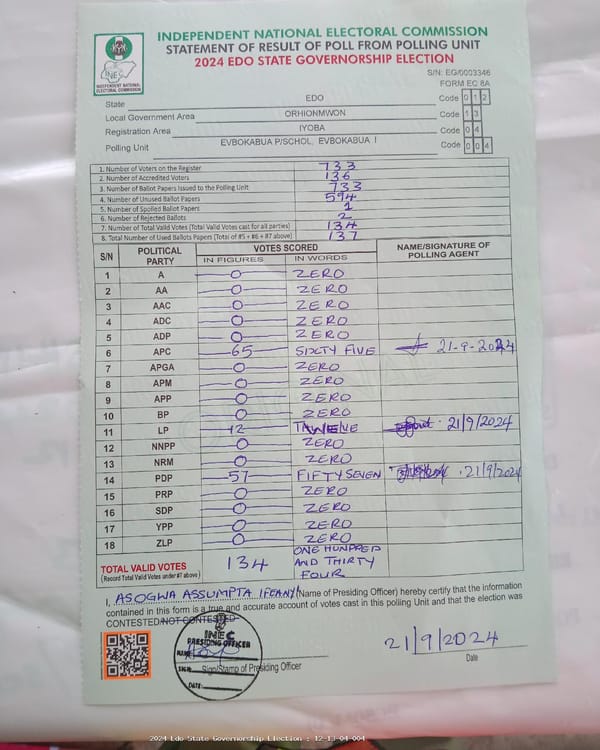 INDEPENDENT NATIONAL ELECTORAL COMMISSION
STATEMENT OF RESULT OF POLL FROM POLLING UNIT
2024 EDO STATE GOVERNORSHIP ELECTION
INEC
INDEPENDENT NATIONAL
ELECTORAL COMMISSION
S/N: EG/0003346
FORM EC 8A
State EDO Code 0 1 2
Local Government Area ORHIONMWON Code 1 3
Registration Area IYOBA Code 0 4
Polling Unit EVBOKABUA P/SCHOL, EVBOKABUA I Code 0 0 4
1. Number of Voters on the Register 733
2. Number of Accredited Voters 136
3. Number of Ballot Papers Issued to the Polling Unit 733
4. Number of Unused Ballot Papers 594
5. Number of Spoiled Ballot Papers 1
6. Number of Rejected Ballots 2
7. Number of Total Valid Votes (Total Valid Votes cast for all parties) 134
8. Total Number of Used Ballots Papers (Total of #5 + #6 + #7 above) 137
S/N POLITICAL PARTY VOTES SCORED NAME/SIGNATURE OF POLLING AGENT
IN FIGURES IN WORDS
1 A 0 ZERO
2 AA 0 ZERO
3 AAC 0 ZERO
4 ADC 0 ZERO
5 ADP 0 ZERO
6 APC 65 SIXTY FIVE 21-9-2024
7 APGA 0 ZERO
8 APM 0 ZERO
9 APP 0 ZERO
10 BP 0 ZERO
11 LP 12 TWELVE 21/9/2024
12 NNPP 0 ZERO
13 NRM 0 ZERO
14 PDP 57 FIFTY SEVEN 21/9/2024
15 PRP 0 ZERO
16 SDP 0 ZERO
17 YPP 0 ZERO
18 ZLP 0 ZERO
TOTAL VALID VOTES 134 ONE HUNDRED
(Record Total Valid Votes under #7 above) AND THIRTY
FOUR
I, ASOGWA ASSUMPTA IFEANYI (Name of Presiding Officer) hereby certify that the information
contained in this form is a true and accurate account of votes cast in this polling Unit and that the election was
CONTESTED/NOT CONTESTED
INEC
PRESIDING OFFICER
NAME
SIGN
DATE
Sign/Stamp of Presiding Officer
21/9/2024
Date
2024 Edo State Governorship Election : 12-13-04-004